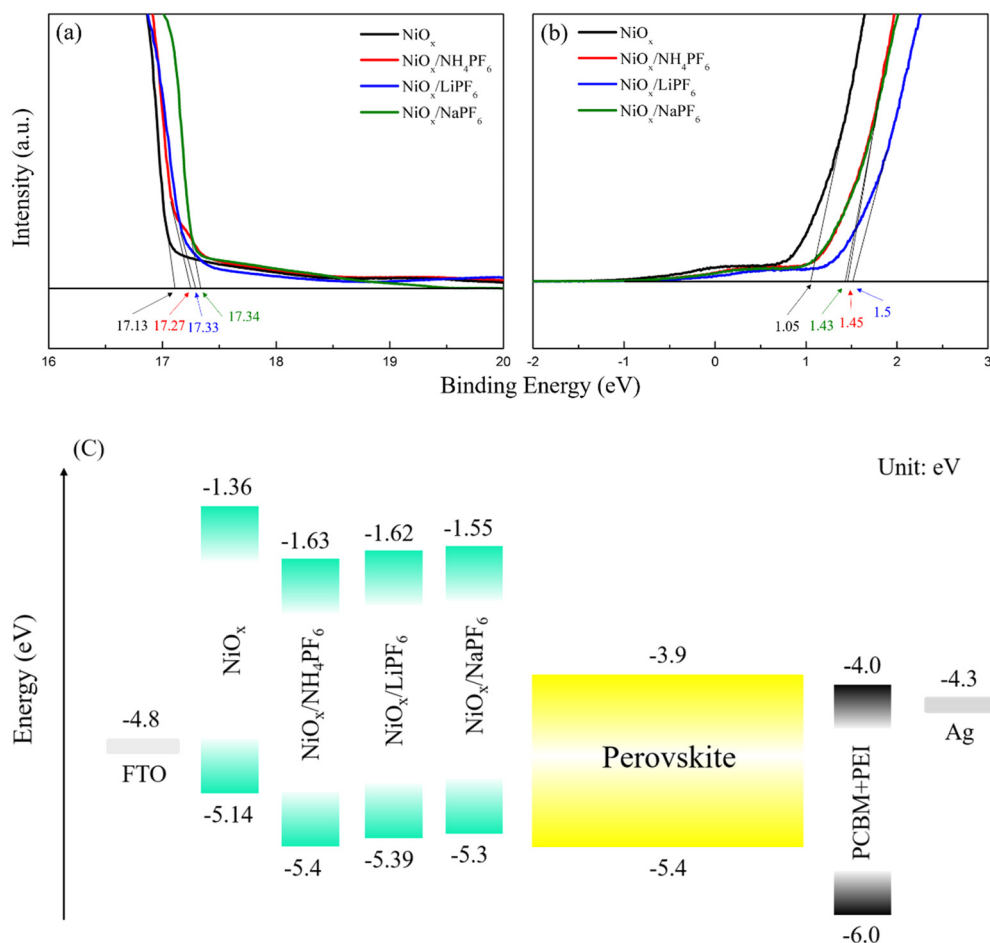 (a)
NiOₓ
NiOₓ/NH₄PF₆
NiOₓ/LiPF₆
NiOₓ/NaPF₆
17.13
17.27
17.33
17.34
16 17 18 19 20
(b)
NiOₓ
NiOₓ/NH₄PF₆
NiOₓ/LiPF₆
NiOₓ/NaPF₆
1.05
1.43
1.45
1.5
-2 -1 0 1 2 3
Intensity (a.u.)
Binding Energy (eV)
(C)
Unit: eV
Energy (eV)
-4.8
FTO
-1.36
NiOₓ
-5.14
-1.63
NiOₓ/NH₄PF₆
-5.4
-1.62
NiOₓ/LiPF₆
-5.39
-1.55
NiOₓ/NaPF₆
-5.3
-3.9
Perovskite
-5.4
-4.0
PCBM+PEI
-6.0
-4.3
Ag